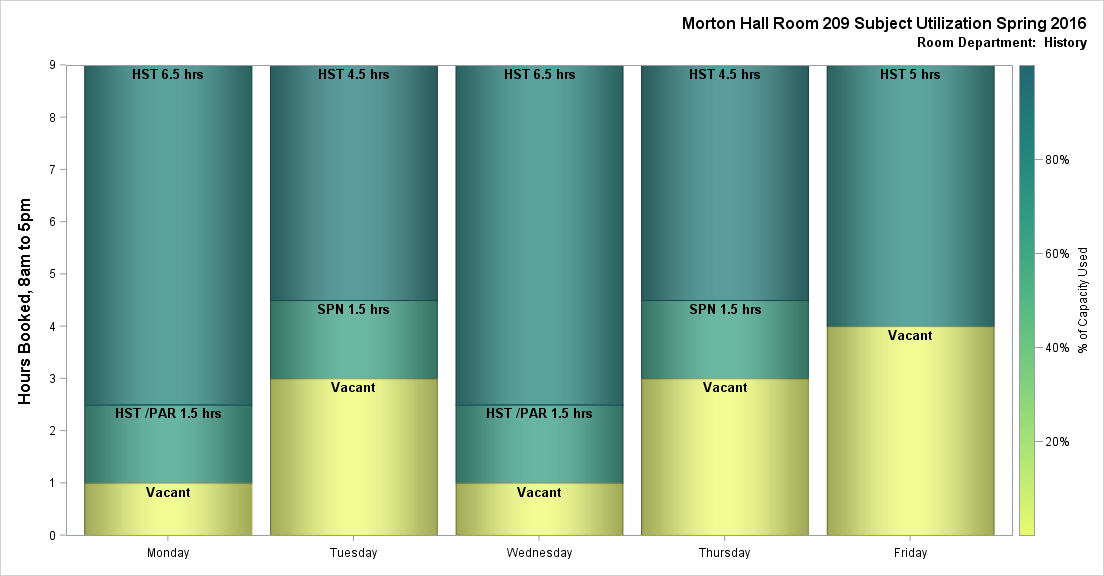 Morton Hall Room 209 Subject Utilization Spring 2016
Room Department: History
Hours Booked, 8am to 5pm
9
8
7
6
5
4
3
2
1
0
HST 6.5 hrs
HST /PAR 1.5 hrs
Vacant
HST 4.5 hrs
SPN 1.5 hrs
Vacant
HST 6.5 hrs
HST /PAR 1.5 hrs
Vacant
HST 4.5 hrs
SPN 1.5 hrs
Vacant
HST 5 hrs
Vacant
Monday
Tuesday
Wednesday
Thursday
Friday
80%
60%
40%
20%
% of Capacity Used